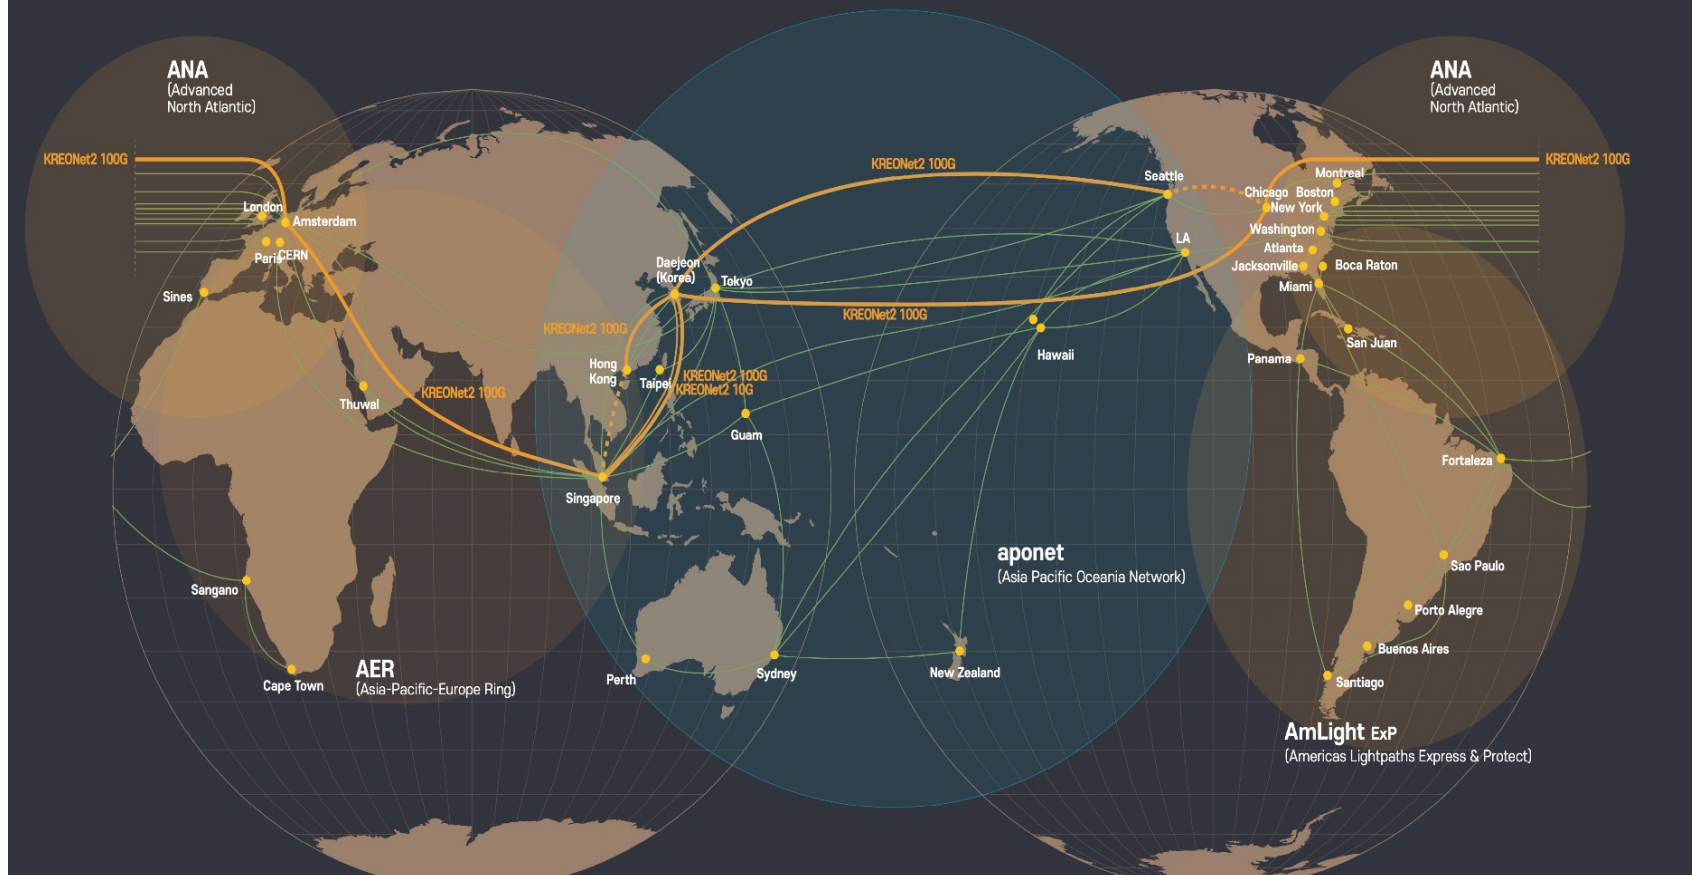 ANA
(Advanced
North Atlantic)
ANA
(Advanced
North Atlantic)
KREONet2 100G
KREONet2 100G
KREONet2 100G
Seattle
Montreal
Chicago
Boston
New York
London
Amsterdam
Washington
LA
Paris
CERN
Atlanta
Daejeon
(Korea)
Tokyo
Jacksonville
Boca Raton
Miami
Sines
KREONet2 100G
KREONet2 100G
San Juan
Hawaii
Panama
Hong
Kong
Taipei
KREONet2 100G
KREONet2 10G
KREONet2 100G
Thuwal
Guam
Fortaleza
Singapore
aponet
(Asia Pacific Oceania Network)
Sao Paulo
Sangano
Porto Alegre
Buenos Aires
AER
(Asia-Pacific-Europe Ring)
Cape Town
Perth
Sydney
New Zealand
Santiago
AmLight ExP
(Americas Lightpaths Express & Protect)